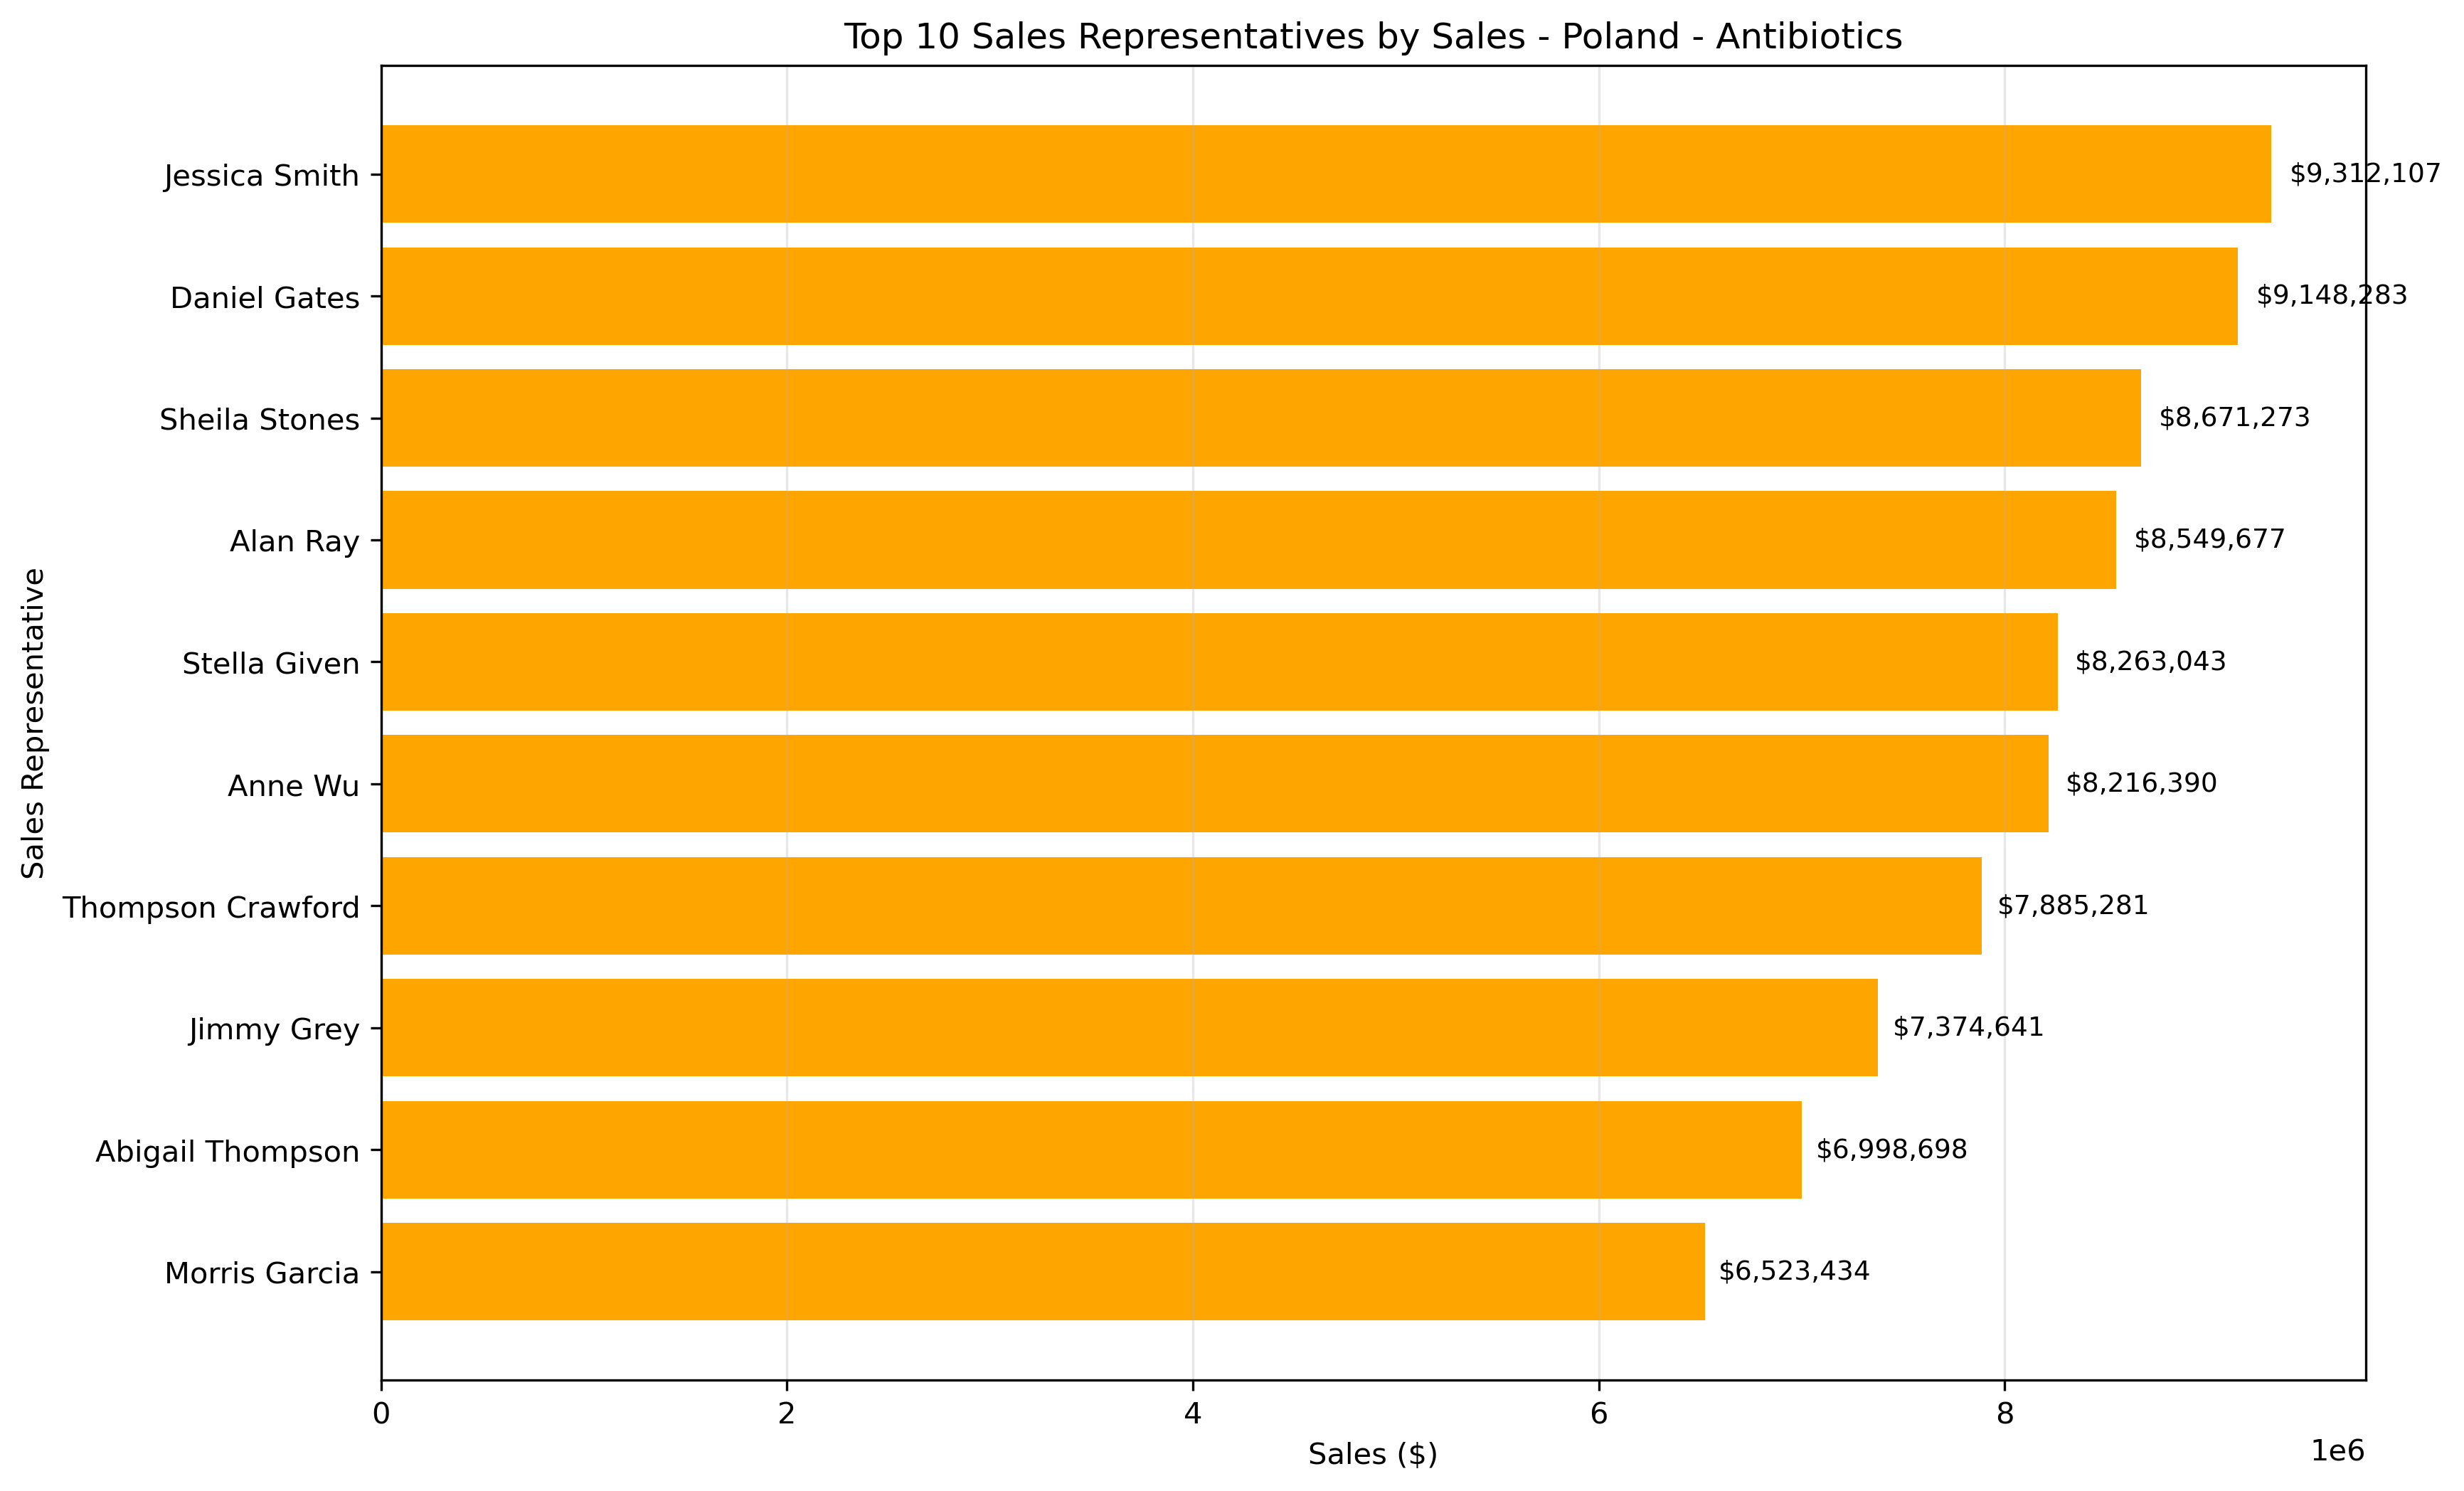 Top 10 Sales Representatives by Sales - Poland - Antibiotics
Sales Representative
Jessica Smith $9,312,107
Daniel Gates $9,148,283
Sheila Stones $8,671,273
Alan Ray $8,549,677
Stella Given $8,263,043
Anne Wu $8,216,390
Thompson Crawford $7,885,281
Jimmy Grey $7,374,641
Abigail Thompson $6,998,698
Morris Garcia $6,523,434
0 2 4 6 8
Sales ($)
1e6